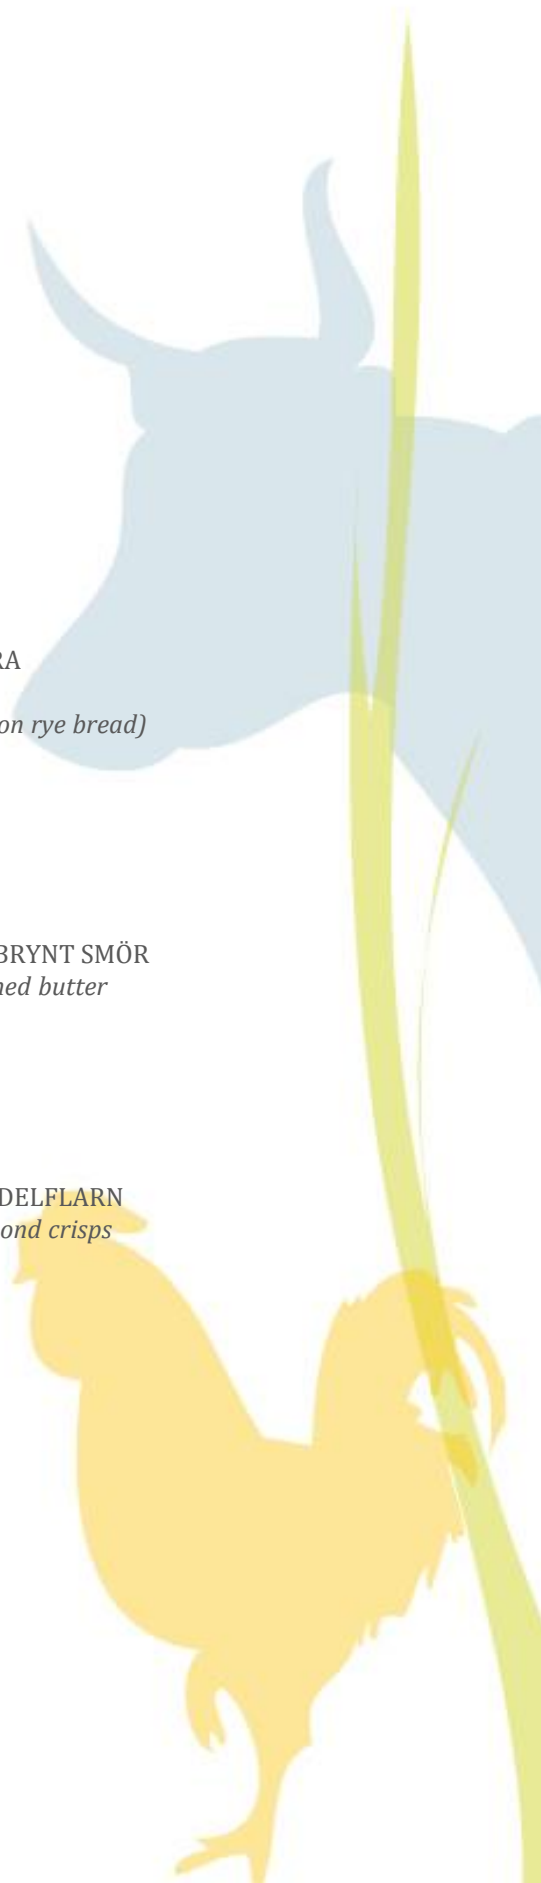 RA
on rye bread)
BRYNT SMÖR
ned butter
DELFLARN
ond crisps